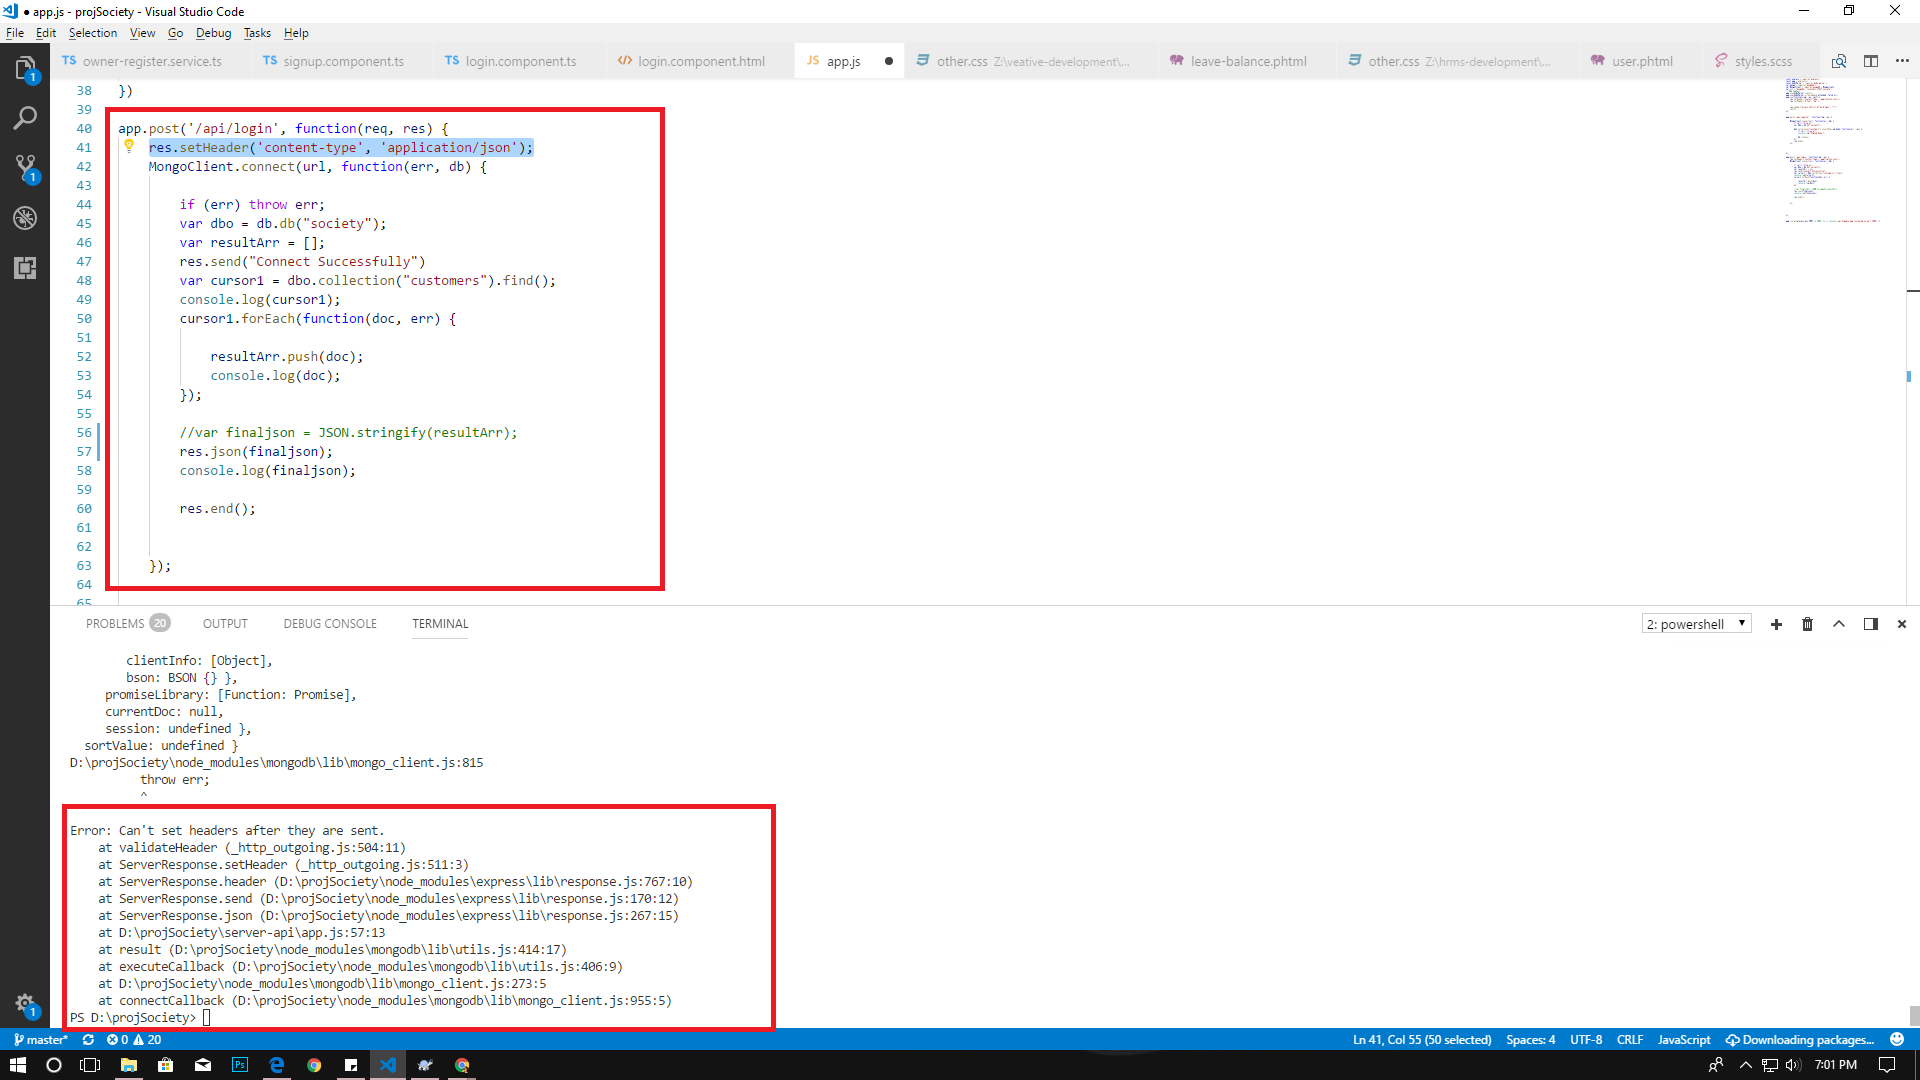 ● app.js - projSociety - Visual Studio Code
File Edit Selection View Go Debug Tasks Help
TS owner-register.service.ts TS signup.component.ts TS login.component.ts <> login.component.html JS app.js ● other.css Z:\veative-development\... leave-balance.phtml other.css Z:\hrms-development\... user.phtml styles.scss
38 })
39
40 app.post('/api/login', function(req, res) {
41 res.setHeader('content-type', 'application/json');
42 MongoClient.connect(url, function(err, db) {
43
44 if (err) throw err;
45 var dbo = db.db("society");
46 var resultArr = [];
47 res.send("Connect Successfully")
48 var cursor1 = dbo.collection("customers").find();
49 console.log(cursor1);
50 cursor1.forEach(function(doc, err) {
51
52 resultArr.push(doc);
53 console.log(doc);
54 });
55
56 //var finaljson = JSON.stringify(resultArr);
57 res.json(finaljson);
58 console.log(finaljson);
59
60 res.end();
61
62
63 });
64
65
PROBLEMS 20 OUTPUT DEBUG CONSOLE TERMINAL 2: powershell
clientInfo: [Object],
bson: BSON {} },
promiseLibrary: [Function: Promise],
currentDoc: null,
session: undefined },
sortValue: undefined }
D:\projSociety\node_modules\mongodb\lib\mongo_client.js:815
throw err;
^
Error: Can't set headers after they are sent.
at validateHeader (_http_outgoing.js:504:11)
at ServerResponse.setHeader (_http_outgoing.js:511:3)
at ServerResponse.header (D:\projSociety\node_modules\express\lib\response.js:767:10)
at ServerResponse.send (D:\projSociety\node_modules\express\lib\response.js:170:12)
at ServerResponse.json (D:\projSociety\node_modules\express\lib\response.js:267:15)
at D:\projSociety\server-api\app.js:57:13
at result (D:\projSociety\node_modules\mongodb\lib\utils.js:414:17)
at executeCallback (D:\projSociety\node_modules\mongodb\lib\utils.js:406:9)
at D:\projSociety\node_modules\mongodb\lib\mongo_client.js:273:5
at connectCallback (D:\projSociety\node_modules\mongodb\lib\mongo_client.js:955:5)
PS D:\projSociety>
master* 0 20 Ln 41, Col 55 (50 selected) Spaces: 4 UTF-8 CRLF JavaScript Downloading packages...
Ps 7:01 PM